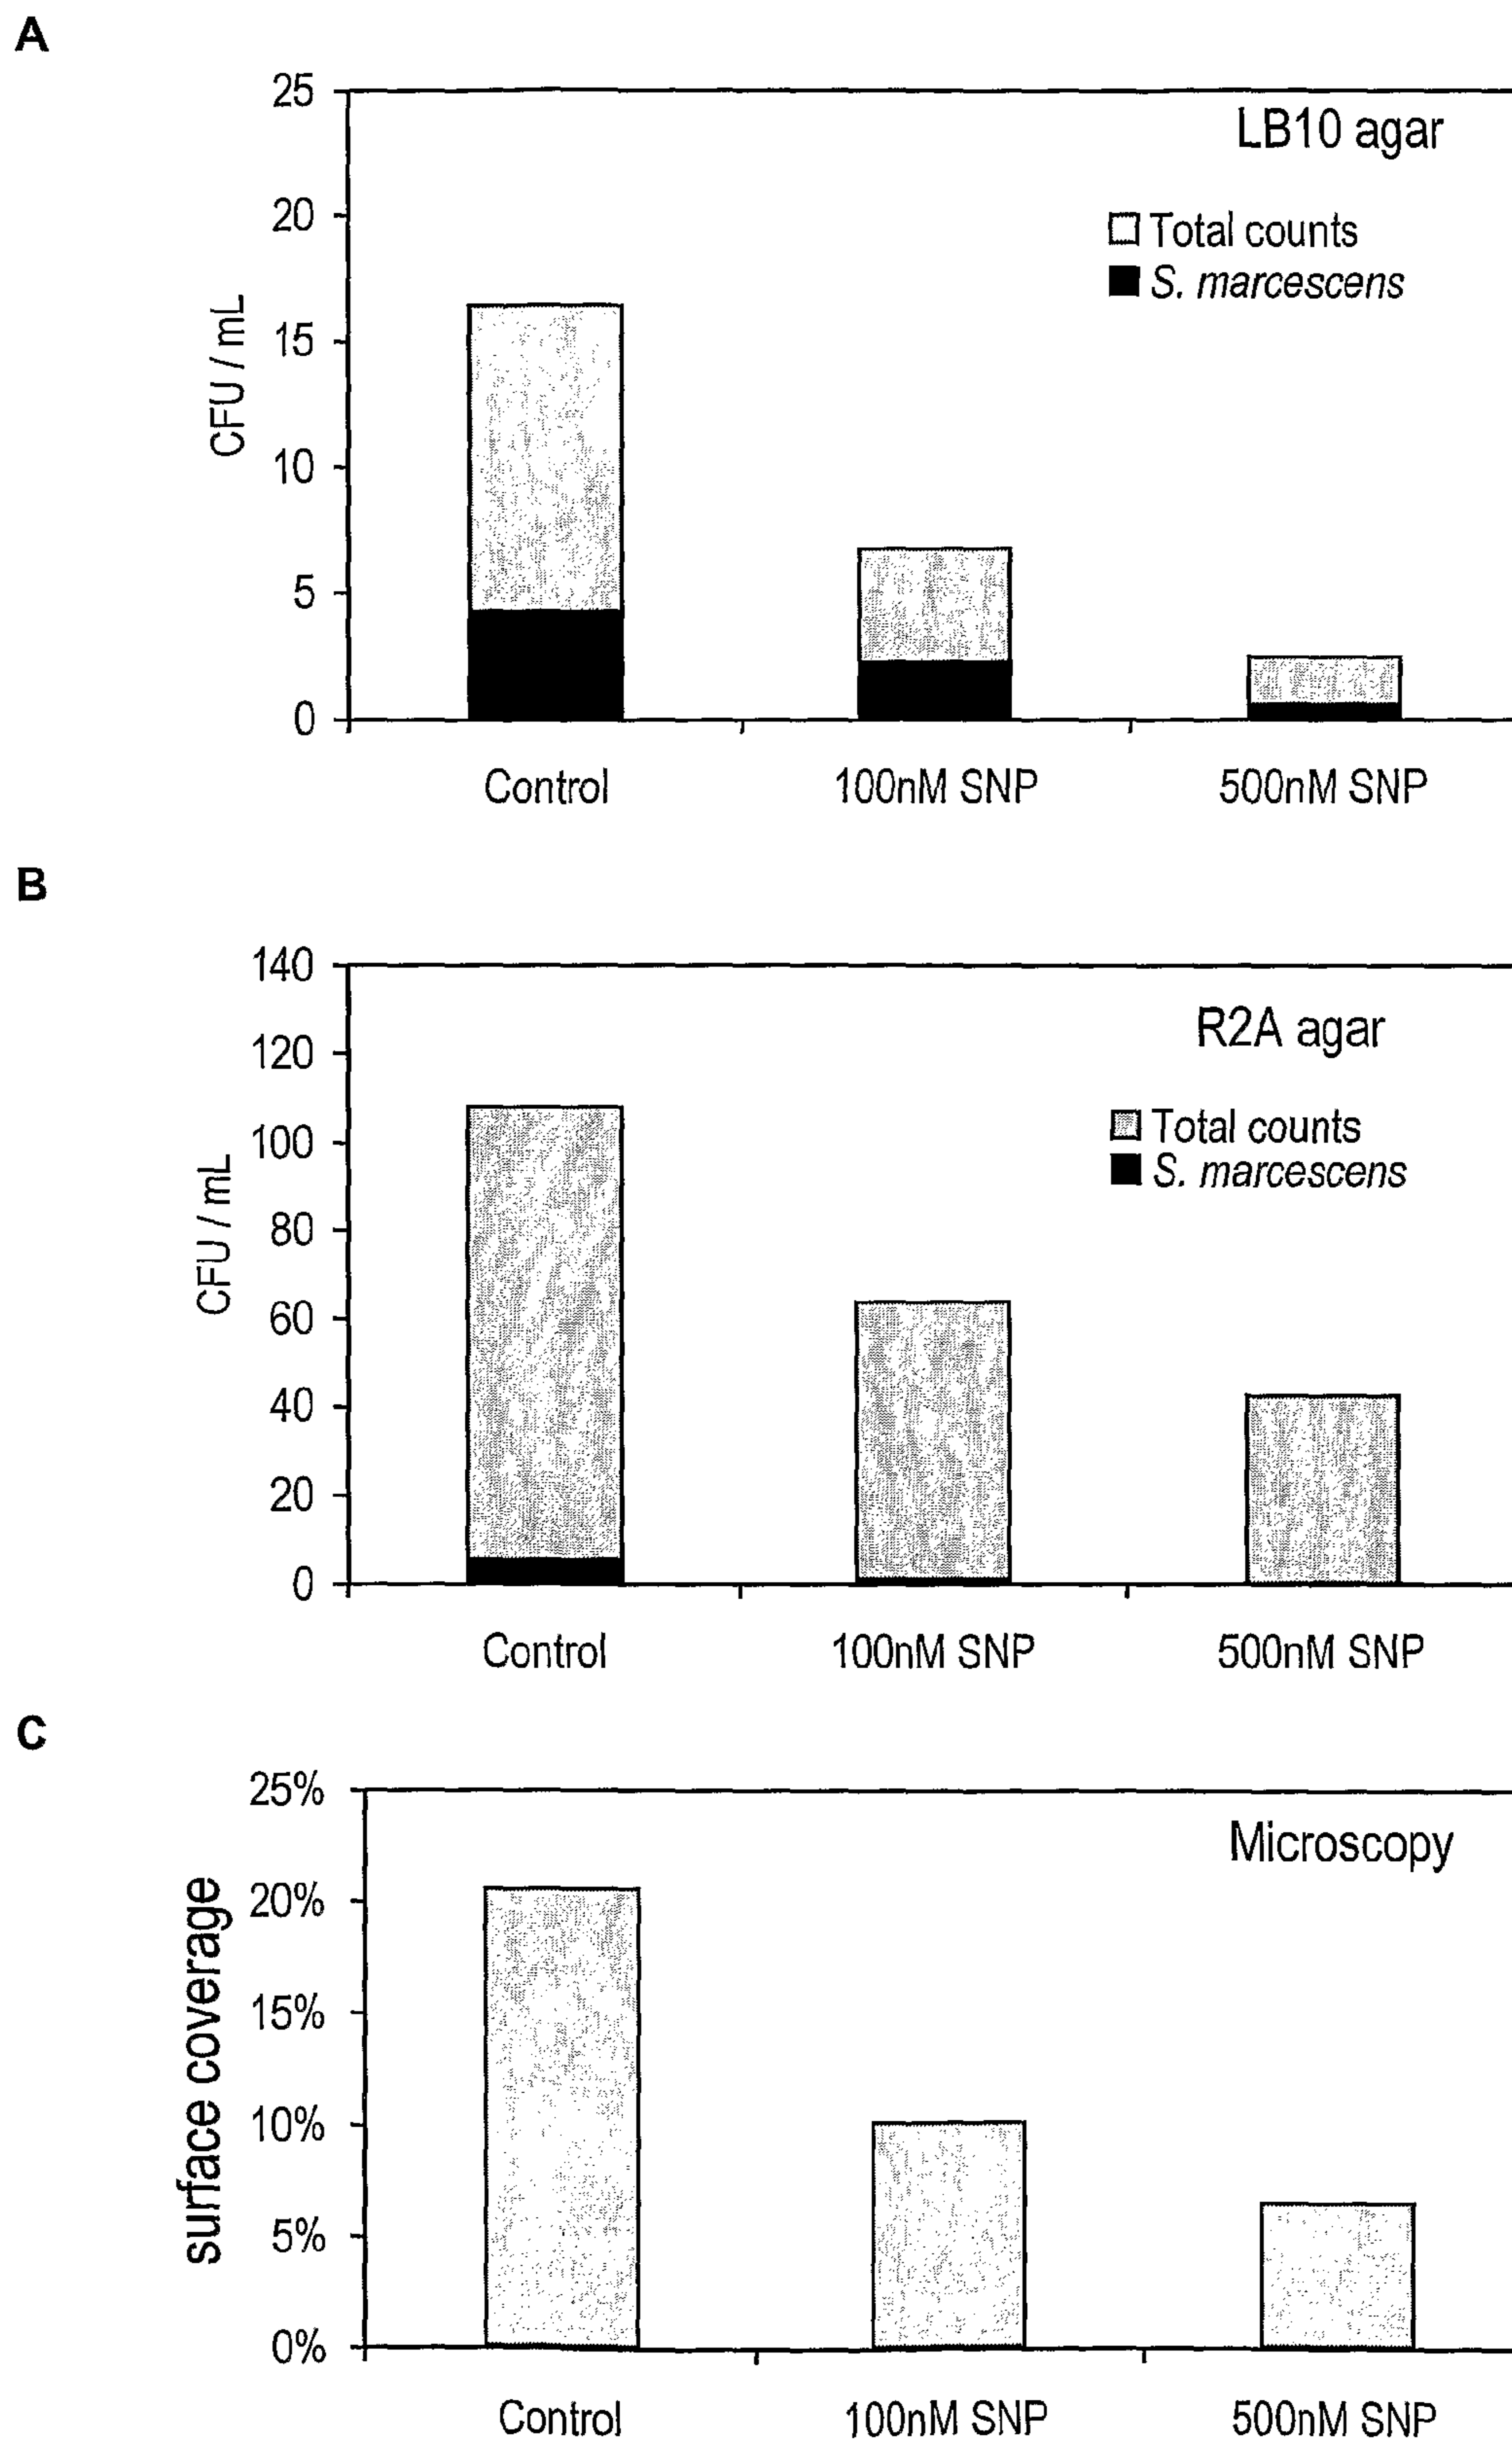 A
25
20
15
10
5
0
CFU / mL
LB10 agar
Total counts
S. marcescens
Control 100nM SNP 500nM SNP
B
140
120
100
80
60
40
20
0
CFU / mL
R2A agar
Total counts
S. marcescens
Control 100nM SNP 500nM SNP
C
25%
20%
15%
10%
5%
0%
surface coverage
Microscopy
Control 100nM SNP 500nM SNP